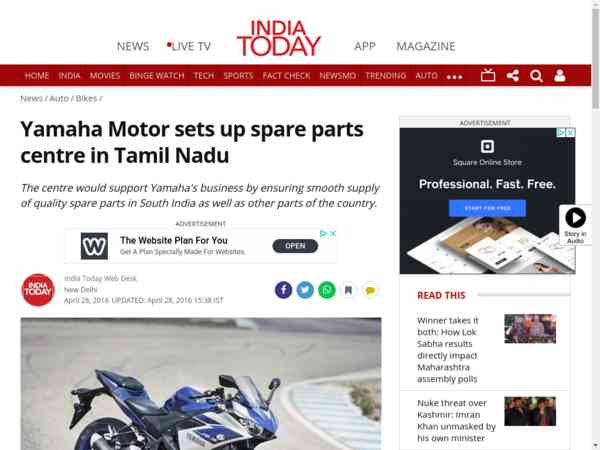 INDIA
TODAY
NEWS
LIVE TV
APP
MAGAZINE
HOME INDIA MOVIES BINGE WATCH TECH SPORTS FACT CHECK NEWSMO TRENDING AUTO
News / Auto / Bikes /
Yamaha Motor sets up spare parts
centre in Tamil Nadu
The centre would support Yamaha's business by ensuring smooth supply
of quality spare parts in South India as well as other parts of the country.
ADVERTISEMENT
W
The Website Plan For You
Get A Plan Specially Made For Websites.
OPEN
INDIA
TODAY
India Today Web Desk
New Delhi
April 28, 2016 UPDATED: April 28, 2016 15:38 IST
YAMAHA
ADVERTISEMENT
Square Online Store
Professional. Fast. Free.
START FOR FREE
Story in
Audio
READ THIS
Winner takes it
both: How Lok
Sabha results
directly impact
Maharashtra
assembly polls
Nuke threat over
Kashmir: Imran
Khan unmasked by
his own minister